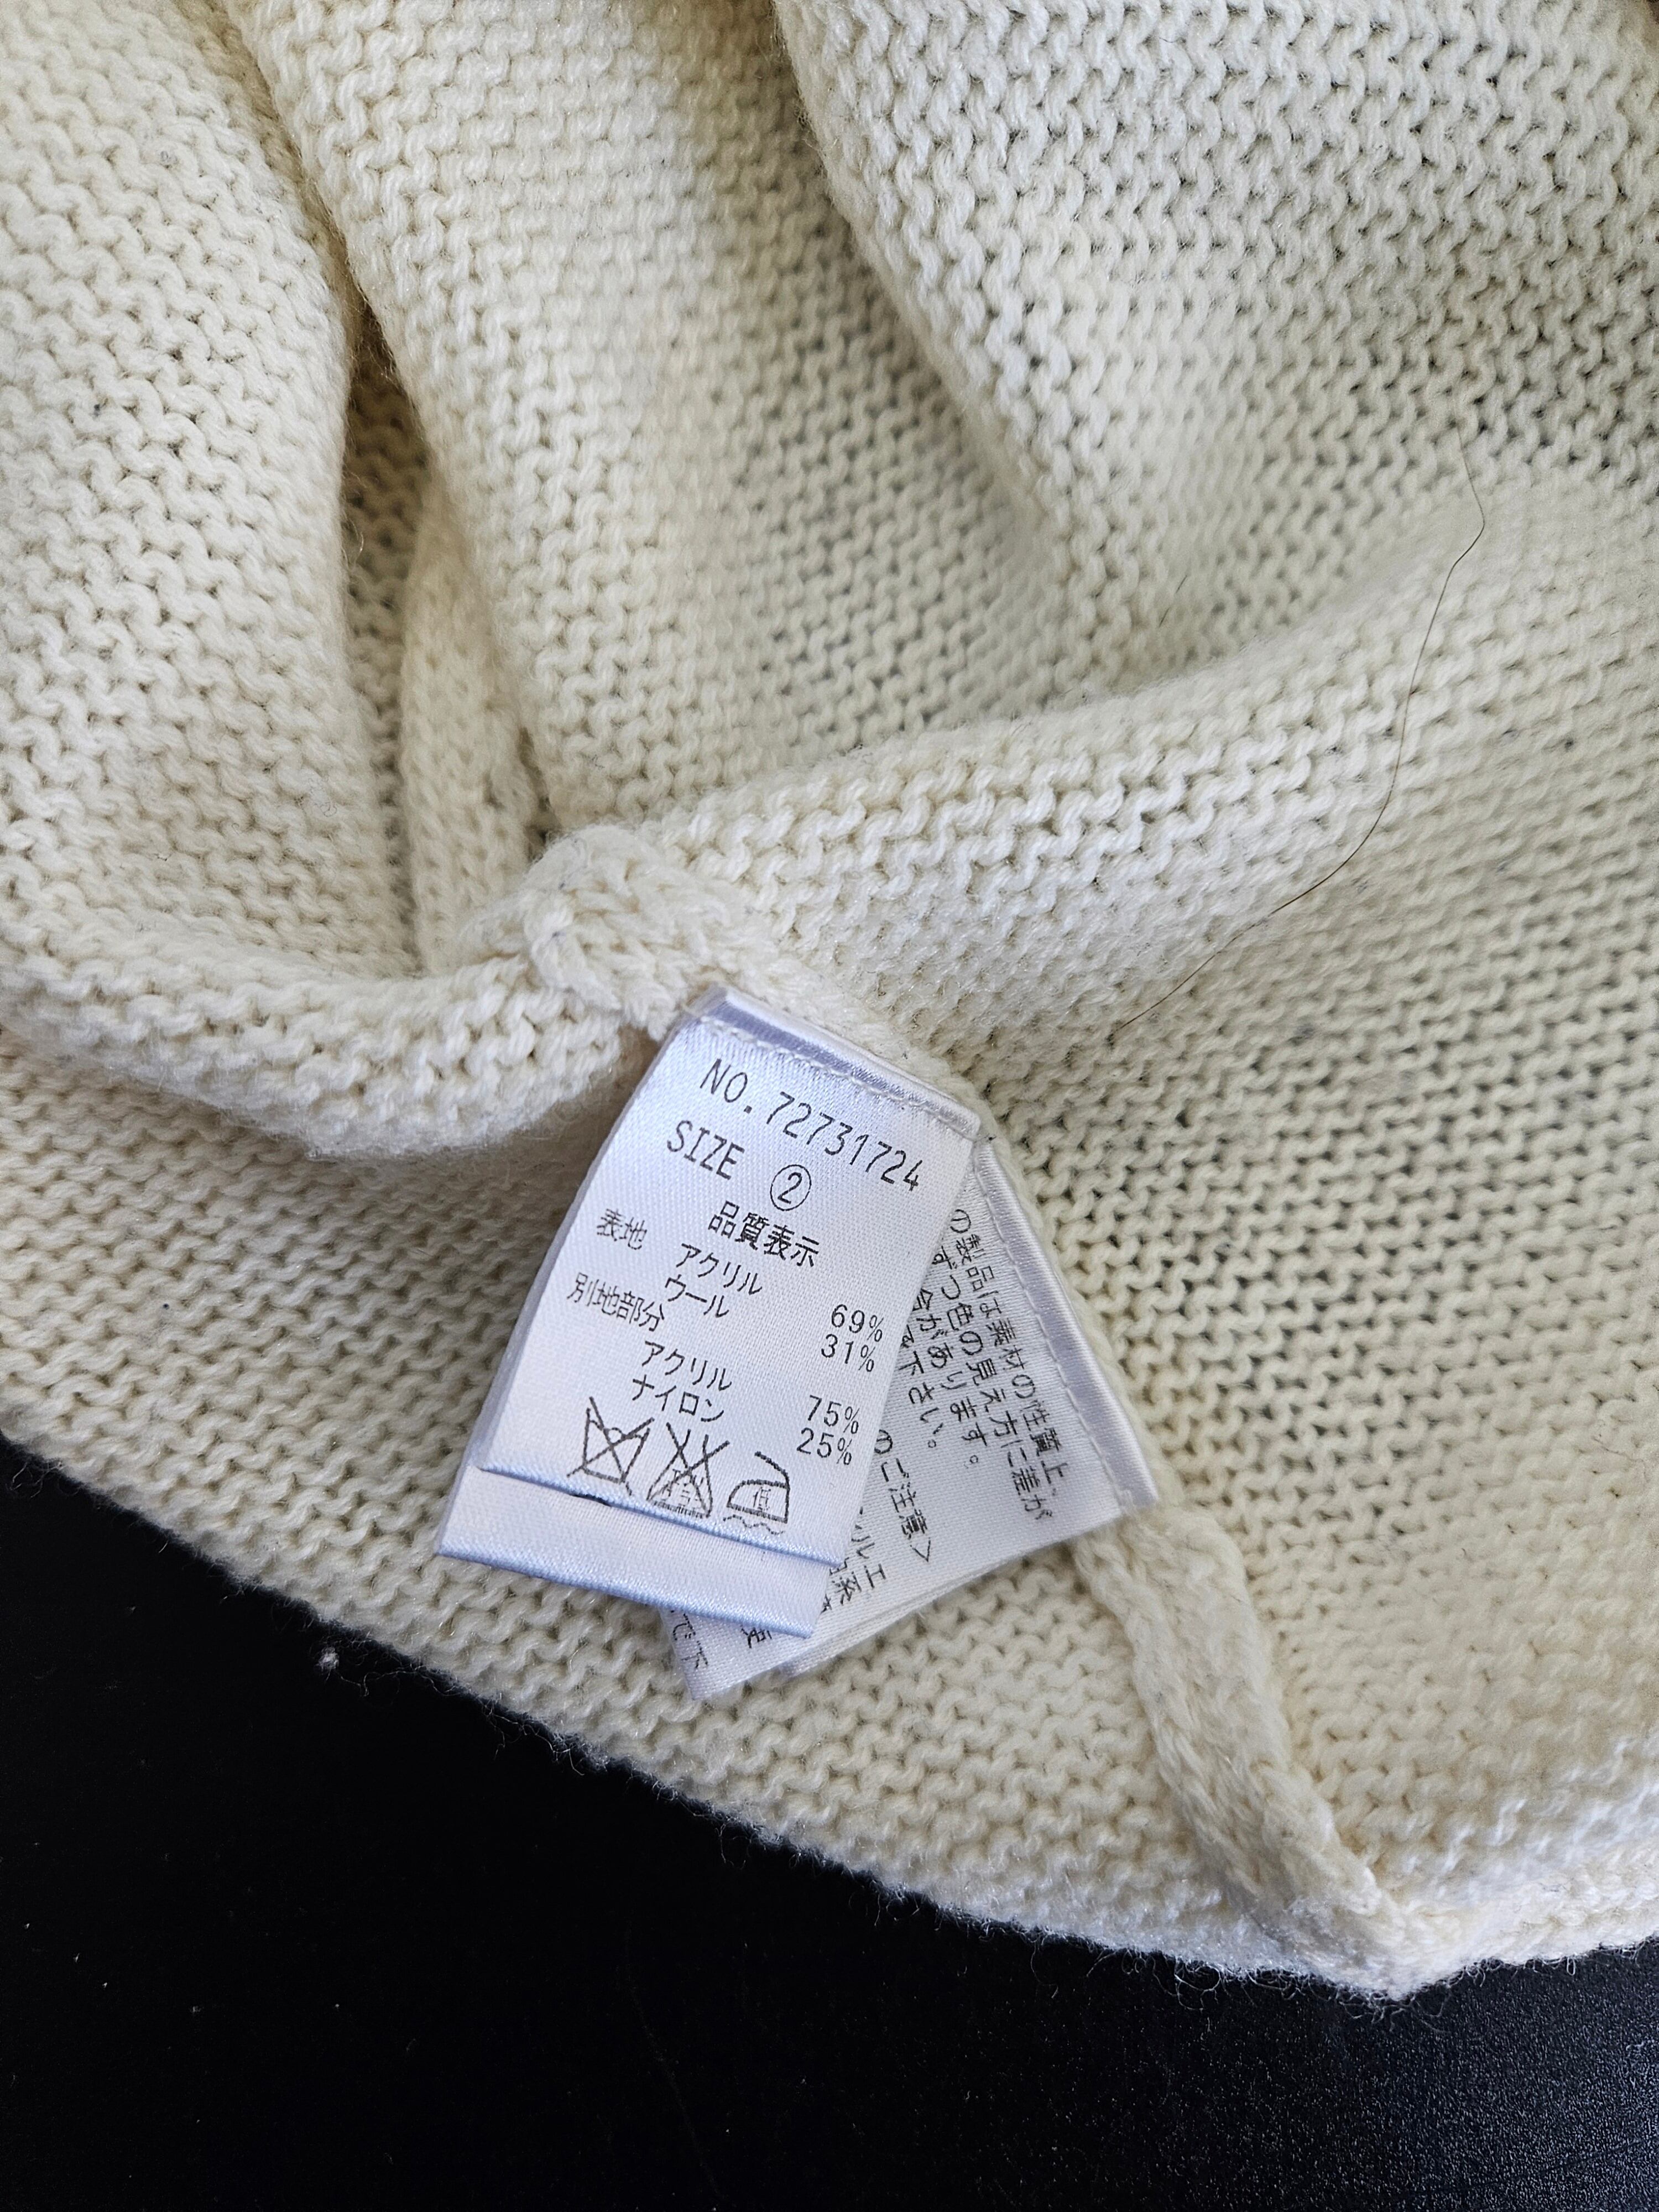 NO.72731724
SIZE ②
品質表示
表地
アクリル 69%
ウール 31%
別地部分
アクリル 75%
ナイロン 25%
低
の製品は素材の性質上、
ずつ色の見え方に差が
合があります。
下さい。
のご注意>